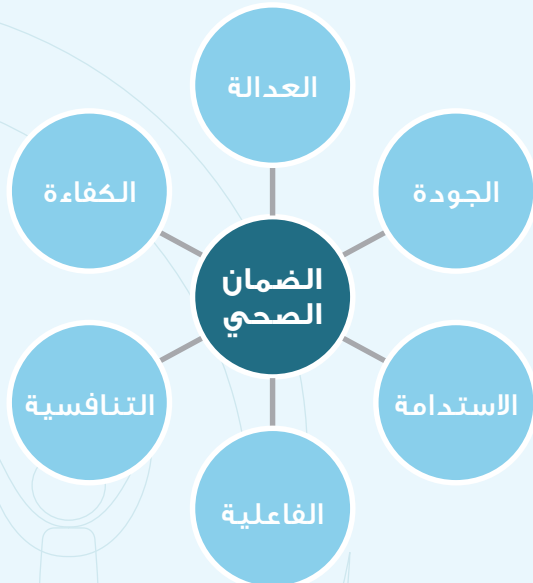 العدالة
الجودة
الكفاءة
الضمان
الصحي
الاستدامة
التنافسية
الفاعلية